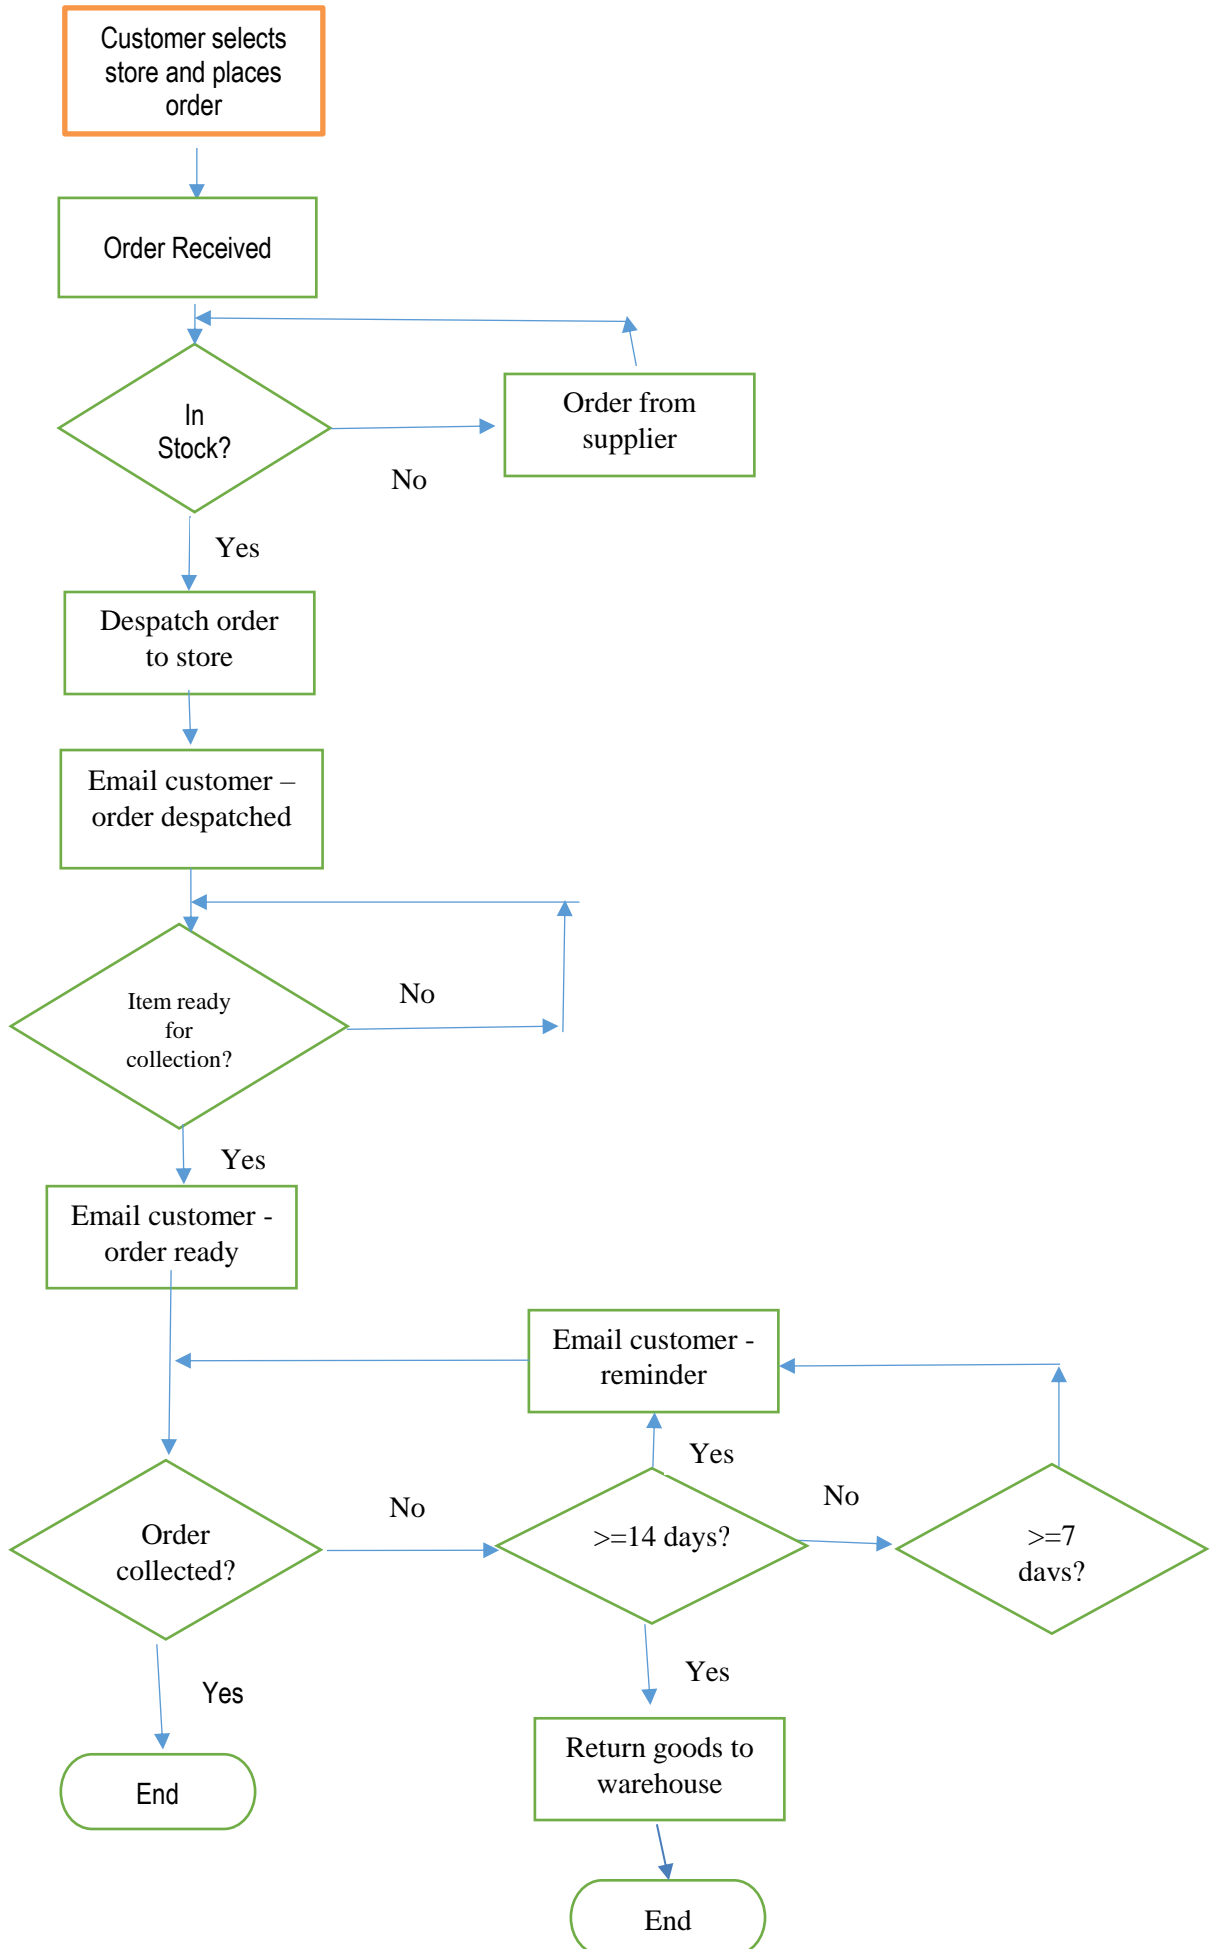 Customer selects
store and places
order
Order Received
In
Stock?
No
Order from
supplier
Yes
Despatch order
to store
Email customer –
order despatched
Item ready
for
collection?
No
Yes
Email customer -
order ready
Email customer -
reminder
Yes
Order
collected?
No
>=14 days?
No
>=7
days?
Yes
Yes
Return goods to
warehouse
End
End